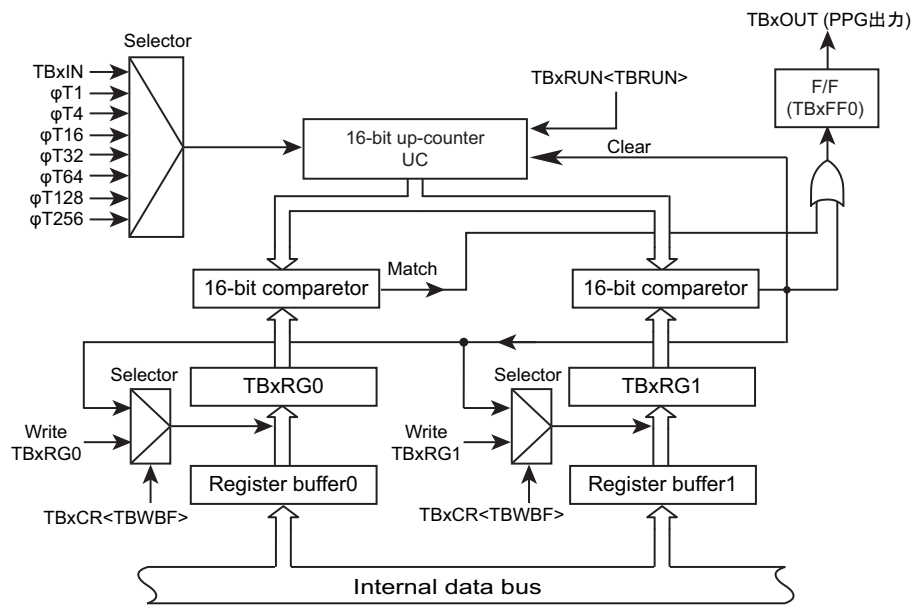 TBxOUT (PPG出力)
Selector
TBxIN
φT1
φT4
φT16
φT32
φT64
φT128
φT256
16-bit up-counter
UC
TBxRUN<TBRUN>
Clear
F/F
(TBxFF0)
16-bit comparetor
Match
16-bit comparetor
Selector
TBxRG0
Selector
TBxRG1
Write
TBxRG0
Write
TBxRG1
Register buffer0
Register buffer1
TBxCR<TBWBF>
TBxCR<TBWBF>
Internal data bus